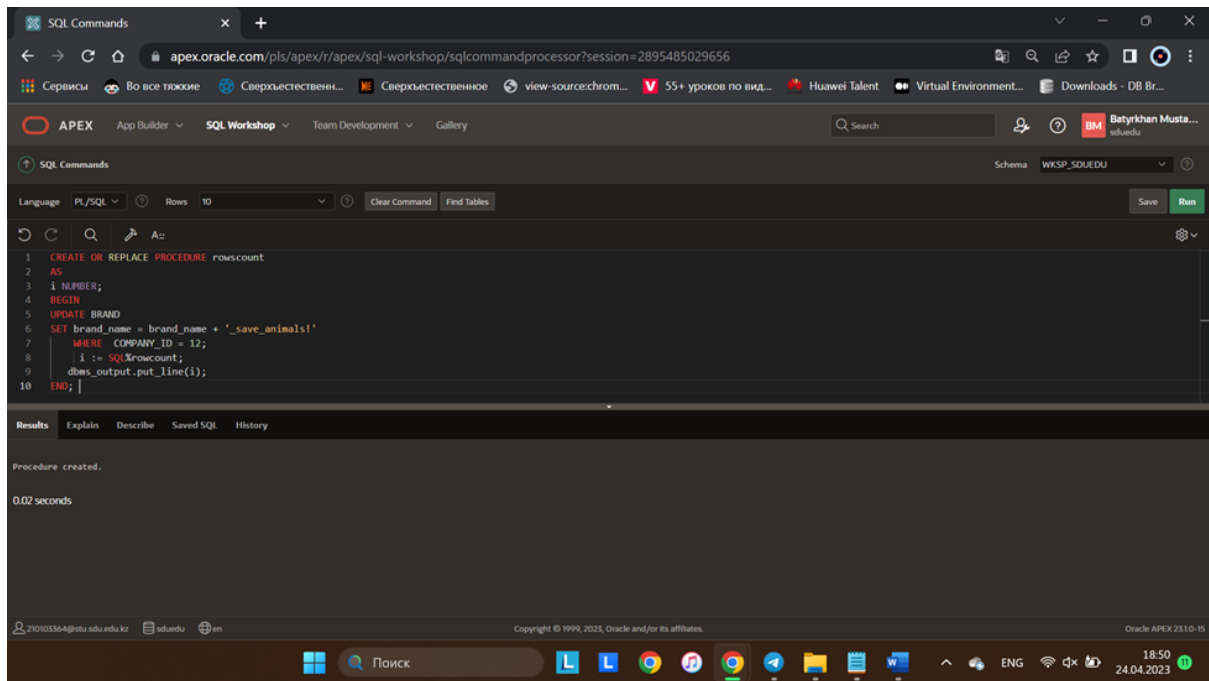 SQL Commands
apex.oracle.com/pls/apex/r/apex/sql-workshop/sqlcommandprocessor?session=2895485029656
Сервисы Во все тяжкие Сверхъестественн... Сверхъестественное view-source:chrom... 55+ уроков по вид... Huawei Talent Virtual Environment... Downloads - DB Br...
APEX App Builder SQL Workshop Team Development Gallery Search BM Batyrkhan Musta...
sduedu
SQL Commands Schema WKSP_SDUEDU
Language PL/SQL Rows 10 Clear Command Find Tables Save Run
A::
1 CREATE OR REPLACE PROCEDURE rowscount
2 AS
3 i NUMBER;
4 BEGIN
5 UPDATE BRAND
6 SET brand_name = brand_name + '_save_animals!'
7 WHERE COMPANY_ID = 12;
8 i := SQL%rowcount;
9 dbms_output.put_line(i);
10 END;
Results Explain Describe Saved SQL History
Procedure created.
0.02 seconds
210103364@stu.sdu.edu.kz sduedu en Copyright © 1999, 2023, Oracle and/or its affiliates. Oracle APEX 23.1.0-15
Поиск L L W ENG 18:50 11
24.04.2023